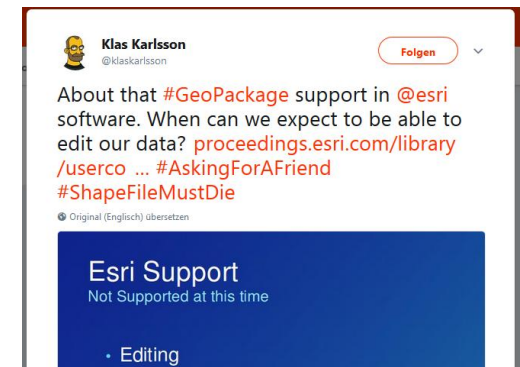 Klas Karlsson
@klaskarlsson
Folgen
About that #GeoPackage support in @esri
software. When can we expect to be able to
edit our data? proceedings.esri.com/library
/userco ... #AskingForAFriend
#ShapeFileMustDie
Original (Englisch) übersetzen
Esri Support
Not Supported at this time
• Editing